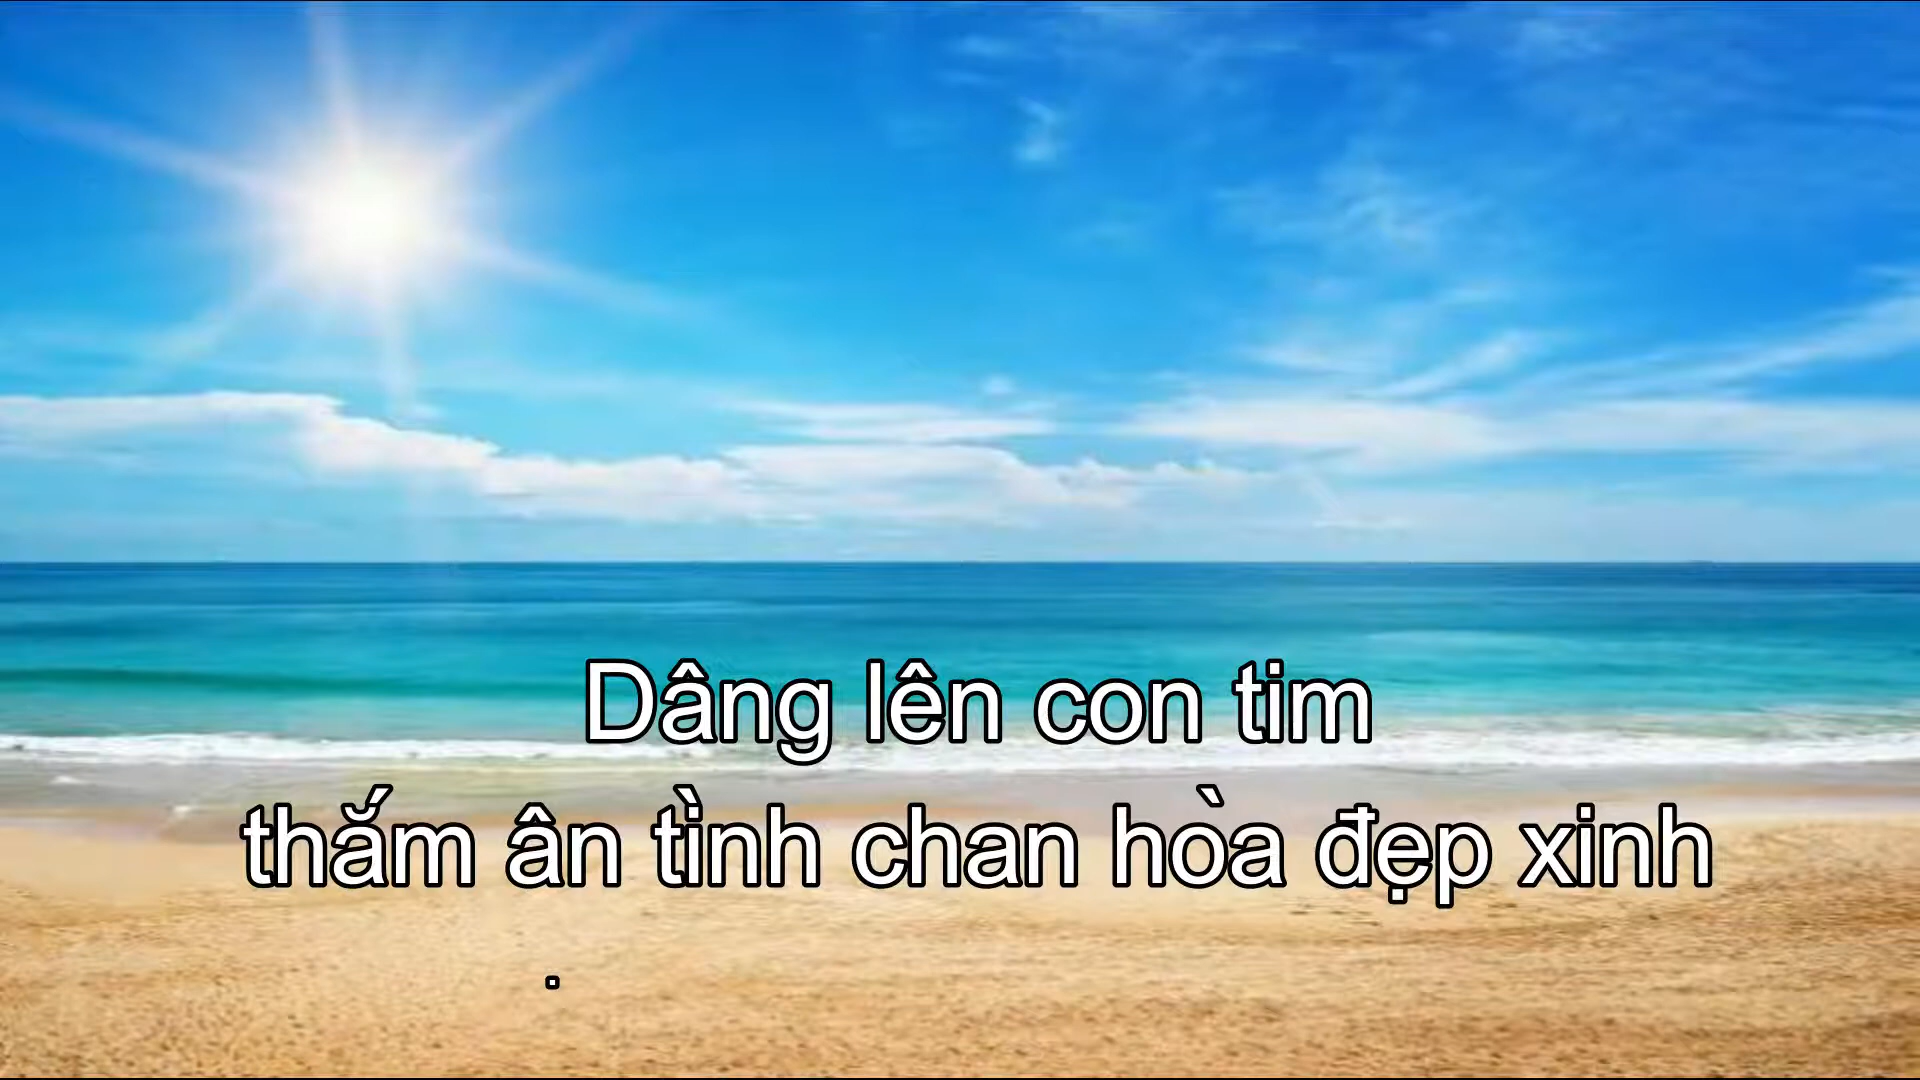 Dâng lên con tim
thắm ân tình chan hòa đẹp xinh
.